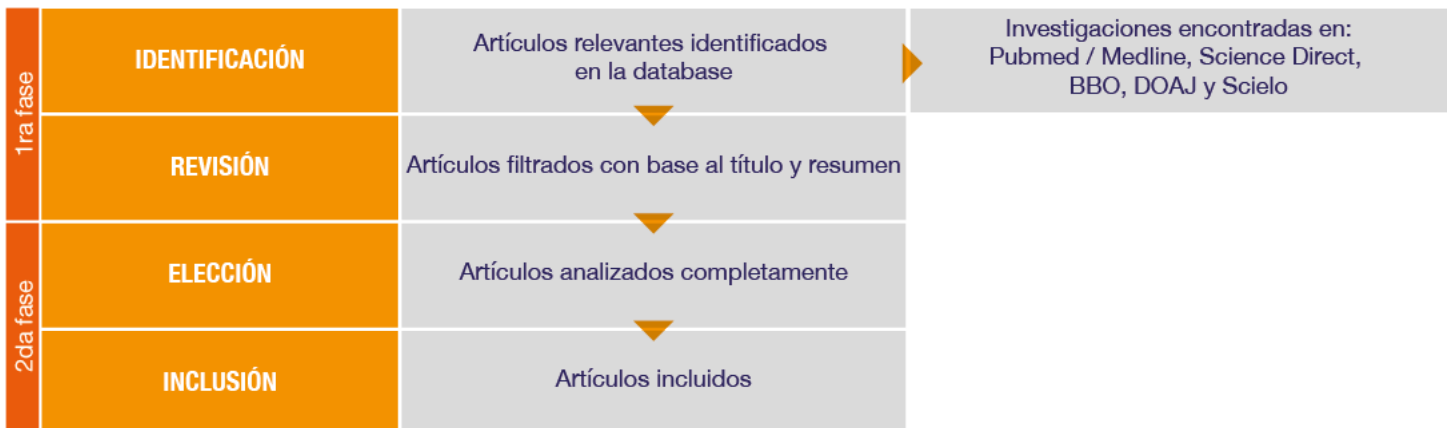 1ra fase
IDENTIFICACIÓN
Artículos relevantes identificados
en la database
Investigaciones encontradas en:
Pubmed / Medline, Science Direct,
BBO, DOAJ y Scielo
REVISIÓN
Artículos filtrados con base al título y resumen
2da fase
ELECCIÓN
Artículos analizados completamente
INCLUSIÓN
Artículos incluidos